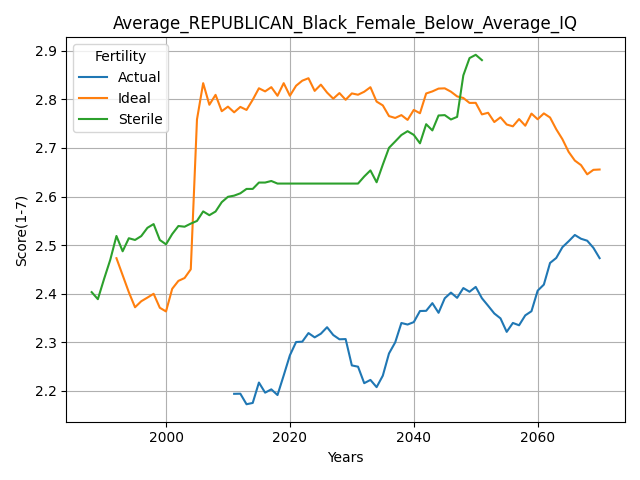 Average_REPUBLICAN_Black_Female_Below_Average_IQ
Fertility
Actual
Ideal
Sterile
Score(1-7)
2.9
2.8
2.7
2.6
2.5
2.4
2.3
2.2
2000
2020
2040
2060
Years